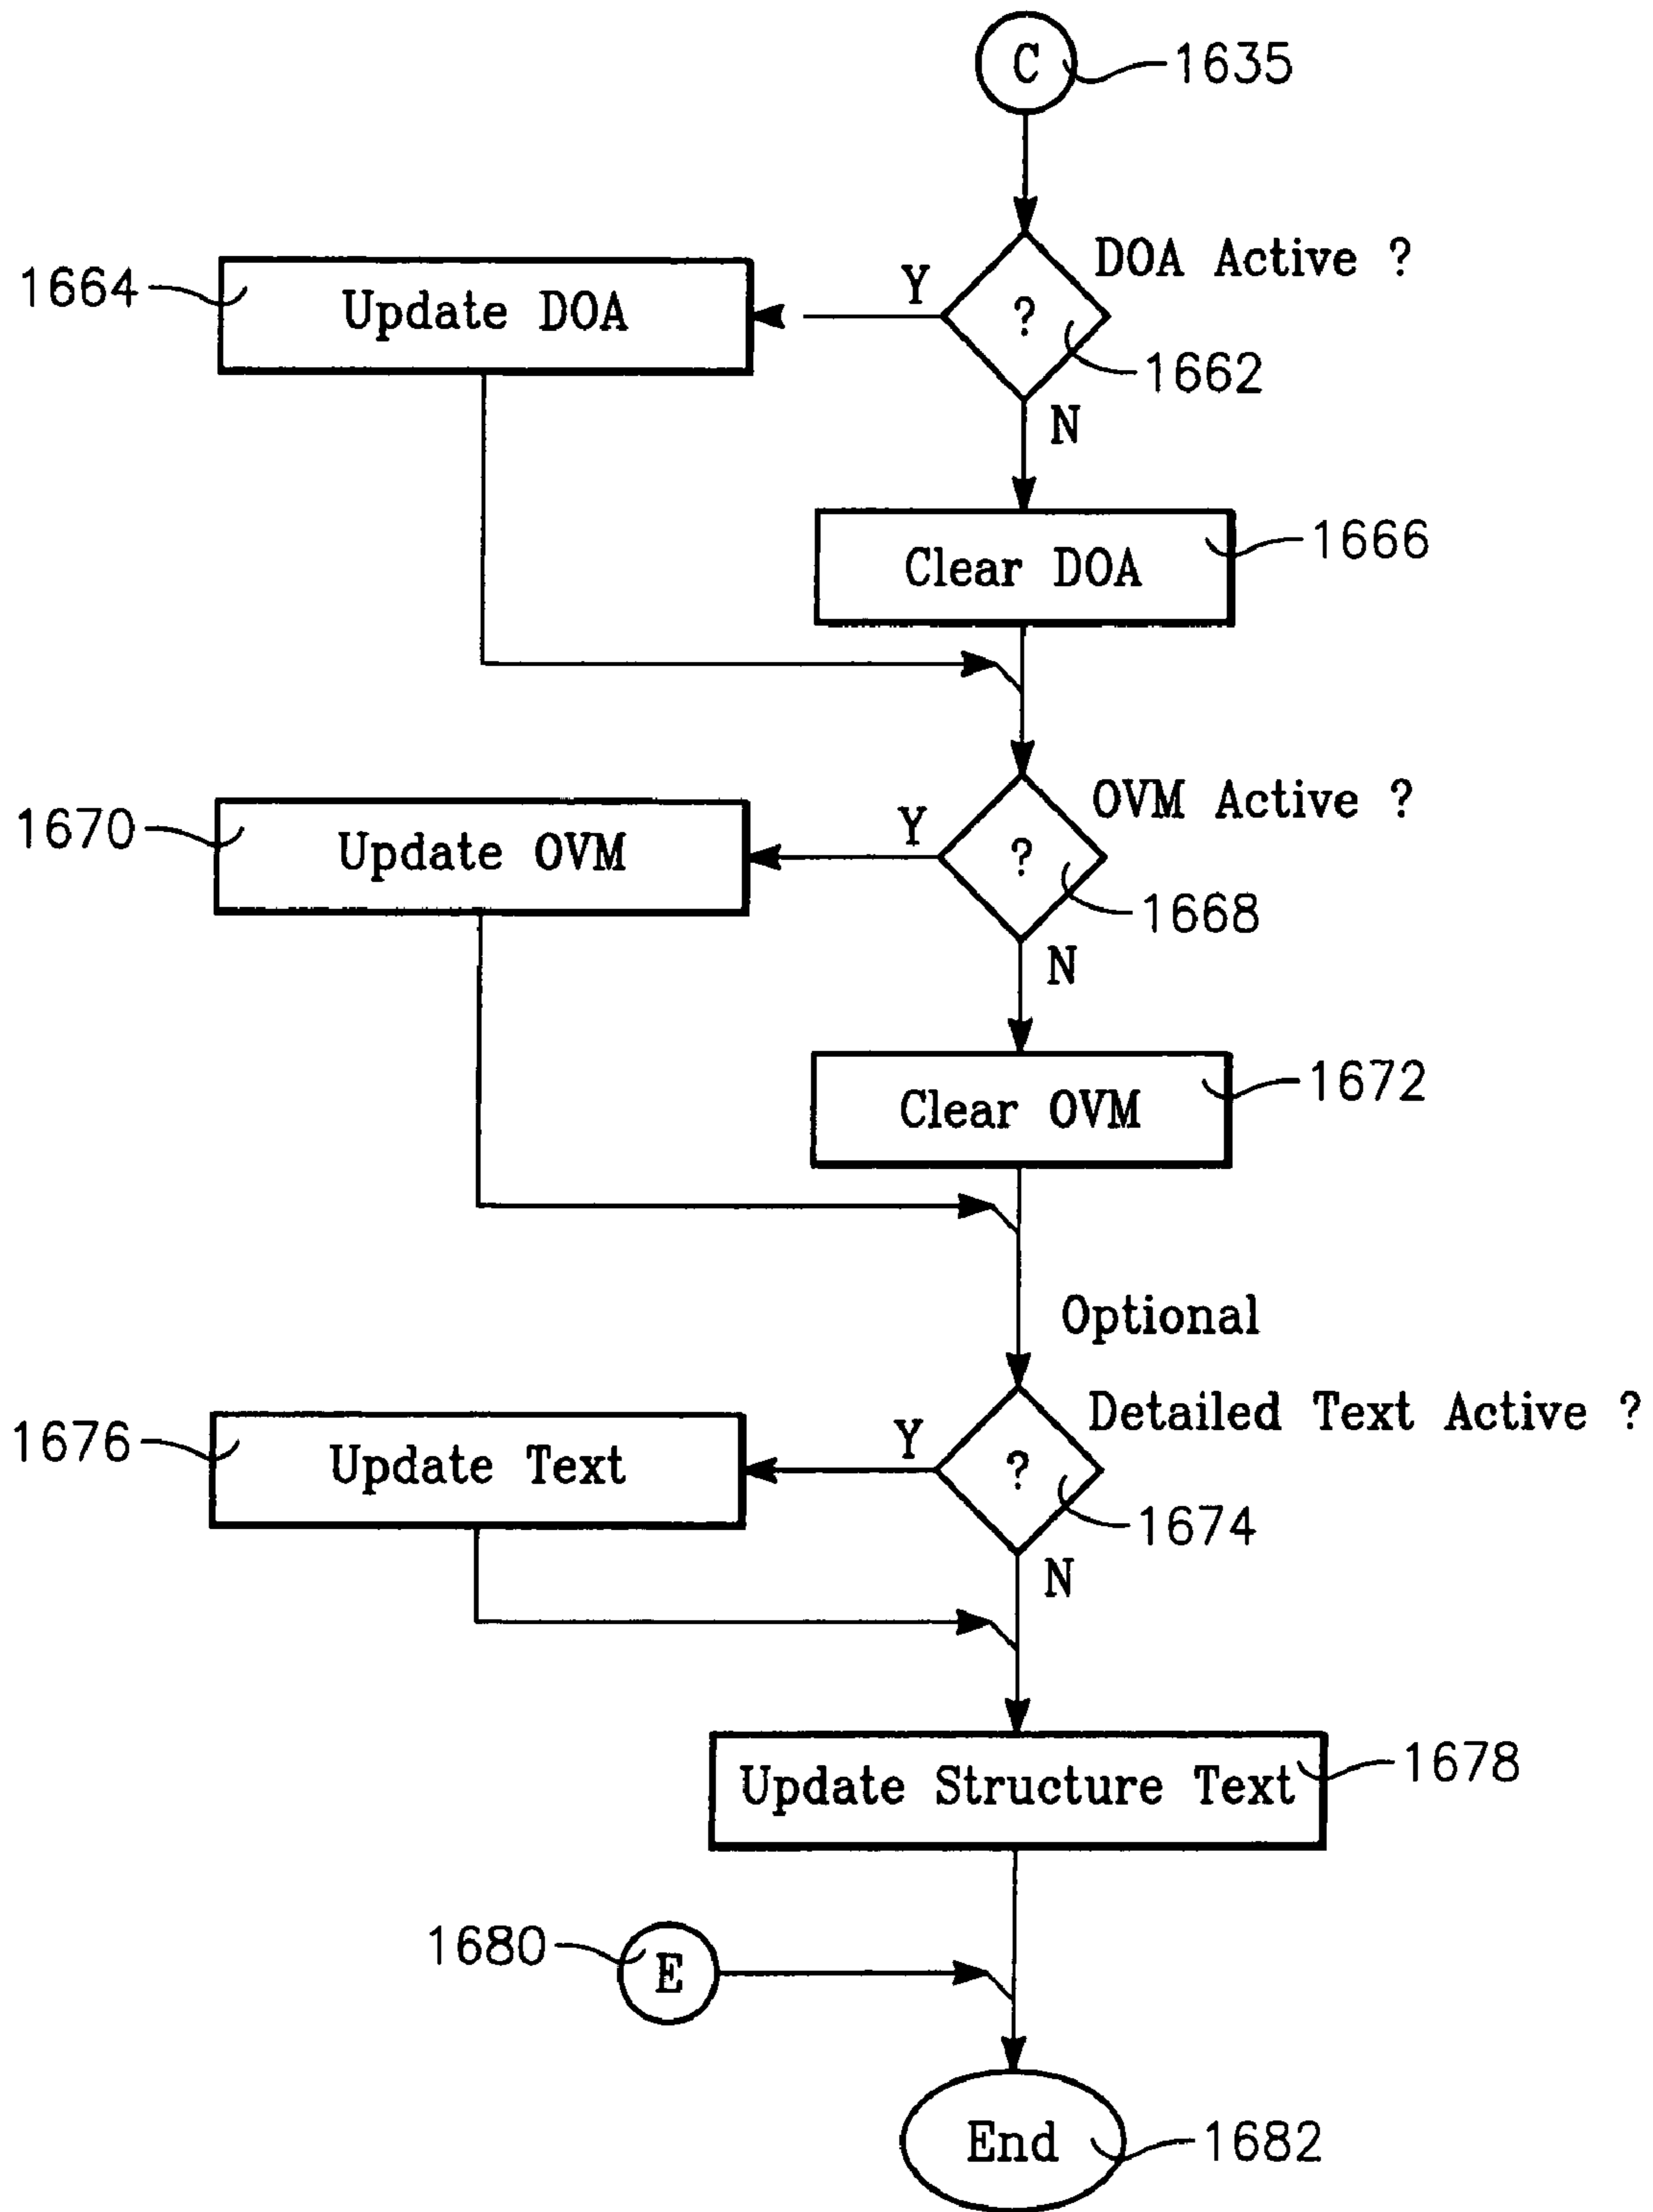 C
1635
DOA Active ?
1664
Update DOA
Y
?
1662
N
Clear DOA
1666
OVM Active ?
1670
Update OVM
Y
?
1668
N
Clear OVM
1672
Optional
Detailed Text Active ?
1676
Update Text
Y
?
1674
N
Update Structure Text
1678
1680
E
End
1682